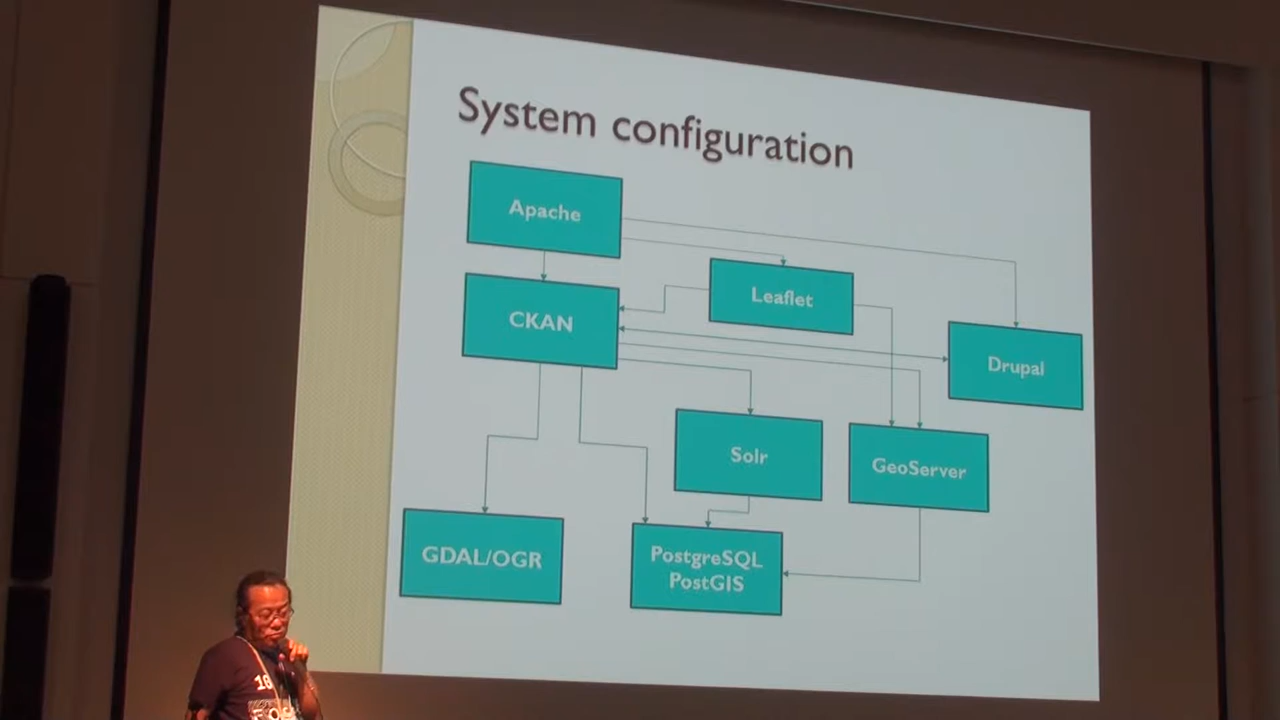 System configuration
Apache
Leaflet
CKAN
Drupal
Solr
GeoServer
GDAL/OGR
PostgreSQL
PostGIS